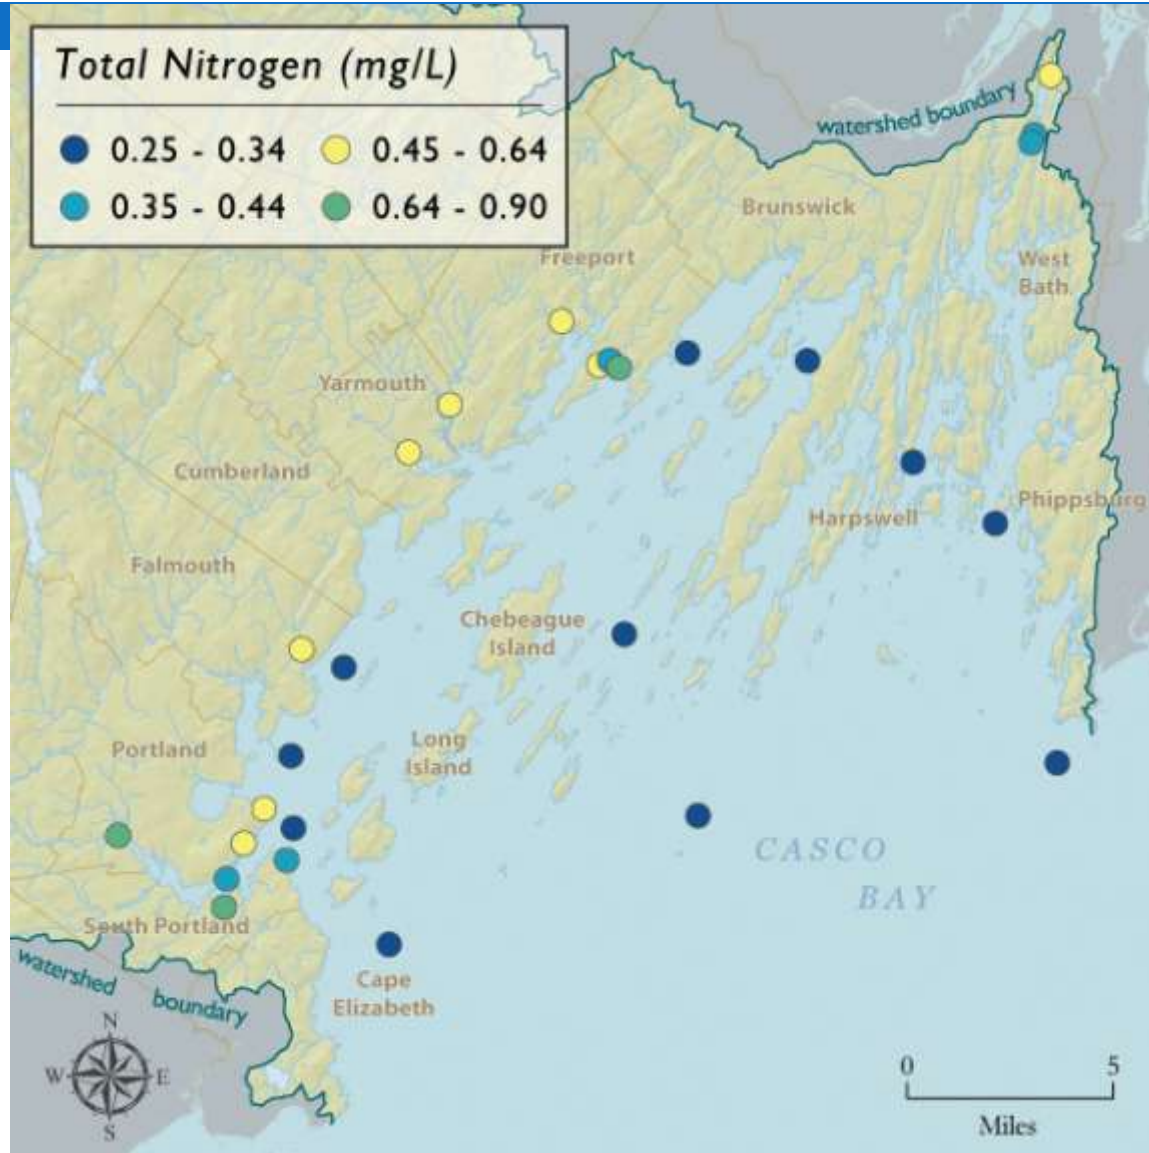 Total Nitrogen (mg/L)
0.25 - 0.34
0.45 - 0.64
0.35 - 0.44
0.64 - 0.90
watershed boundary
Brunswick
Freeport
West
Bath
Yarmouth
Cumberland
Harpswell
Phippsburg
Falmouth
Chebeague
Island
Portland
Long
Island
CASCO
BAY
South Portland
watershed boundary
Cape
Elizabeth
N
W
E
S
0
5
Miles